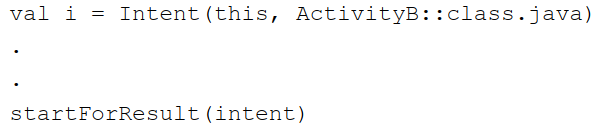 val i = Intent(this, ActivityB::class.java)
.
.
startForResult(intent)